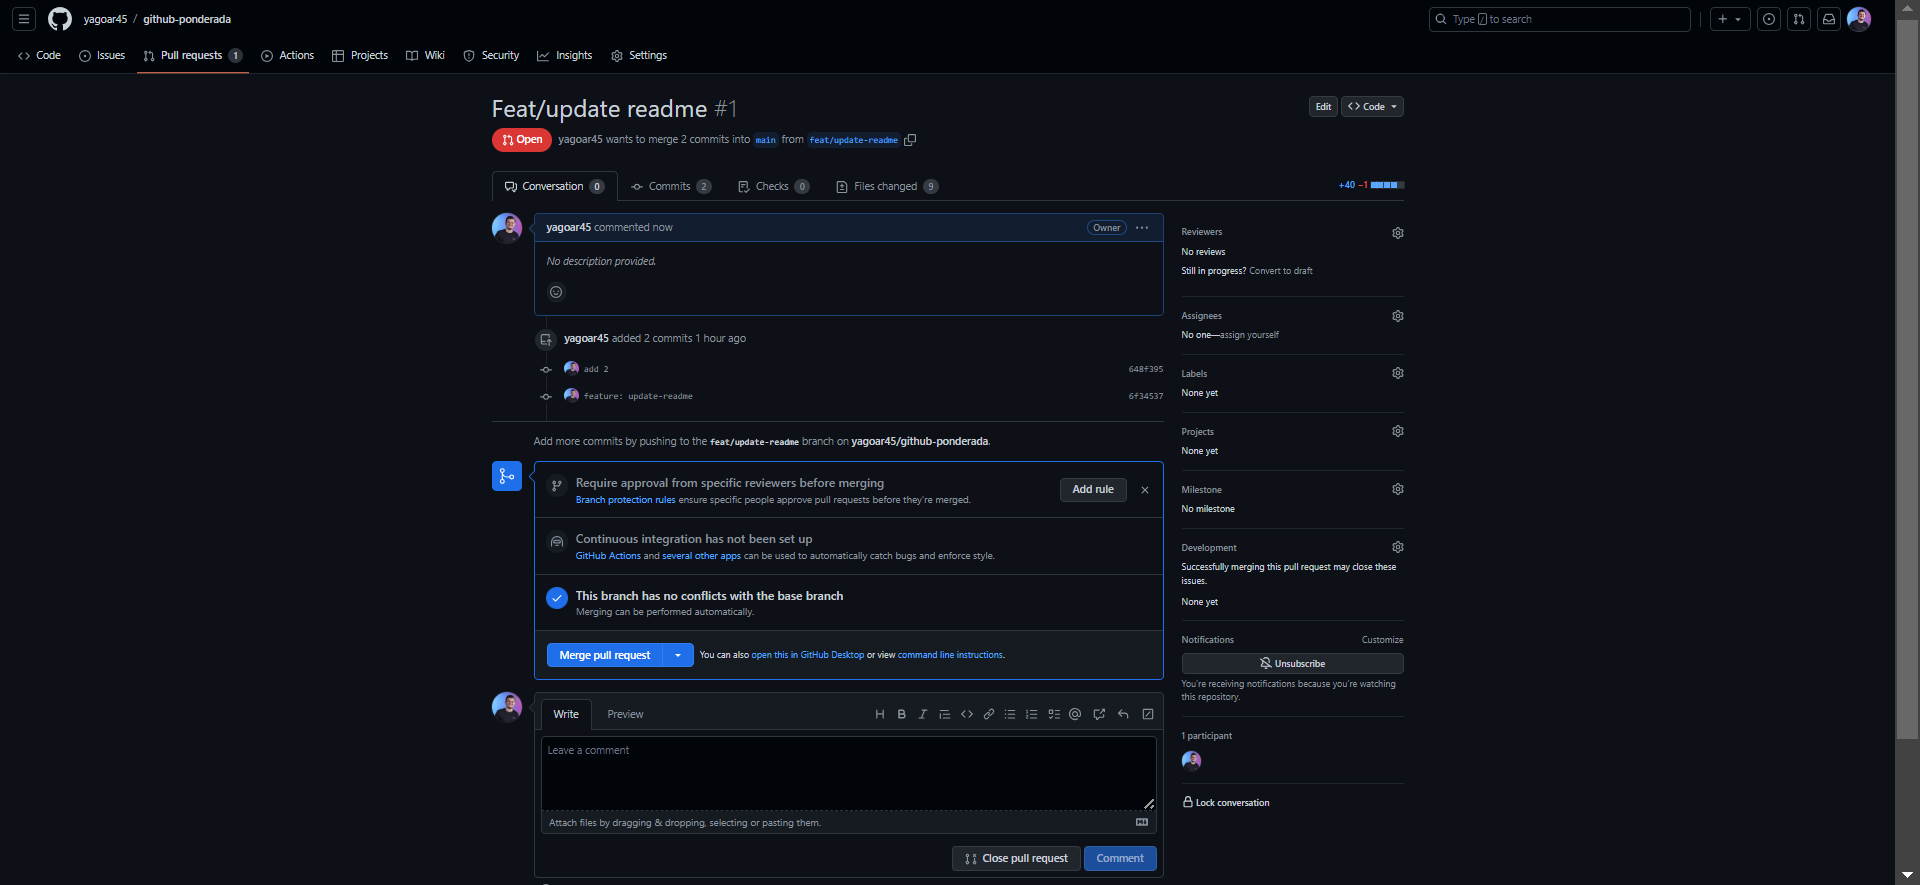 yagoar45 / github-ponderada
Type / to search
Code
Issues
Pull requests 1
Actions
Projects
Wiki
Security
Insights
Settings
Feat/update readme #1
Edit
Code
Open
yagoar45 wants to merge 2 commits into main from feat/update-readme
Conversation 0
Commits 2
Checks 0
Files changed 9
+40 −1
yagoar45 commented now
Owner
No description provided.
yagoar45 added 2 commits 1 hour ago
add 2
648f395
feature: update-readme
6f34537
Add more commits by pushing to the feat/update-readme branch on yagoar45/github-ponderada.
Require approval from specific reviewers before merging
Branch protection rules ensure specific people approve pull requests before they're merged.
Add rule
Continuous integration has not been set up
GitHub Actions and several other apps can be used to automatically catch bugs and enforce style.
This branch has no conflicts with the base branch
Merging can be performed automatically.
Merge pull request
You can also open this in GitHub Desktop or view command line instructions.
Write
Preview
Leave a comment
Attach files by dragging & dropping, selecting or pasting them.
Close pull request
Comment
Reviewers
No reviews
Still in progress? Convert to draft
Assignees
No one—assign yourself
Labels
None yet
Projects
None yet
Milestone
No milestone
Development
Successfully merging this pull request may close these
issues.
None yet
Notifications
Customize
Unsubscribe
You're receiving notifications because you're watching
this repository.
1 participant
Lock conversation